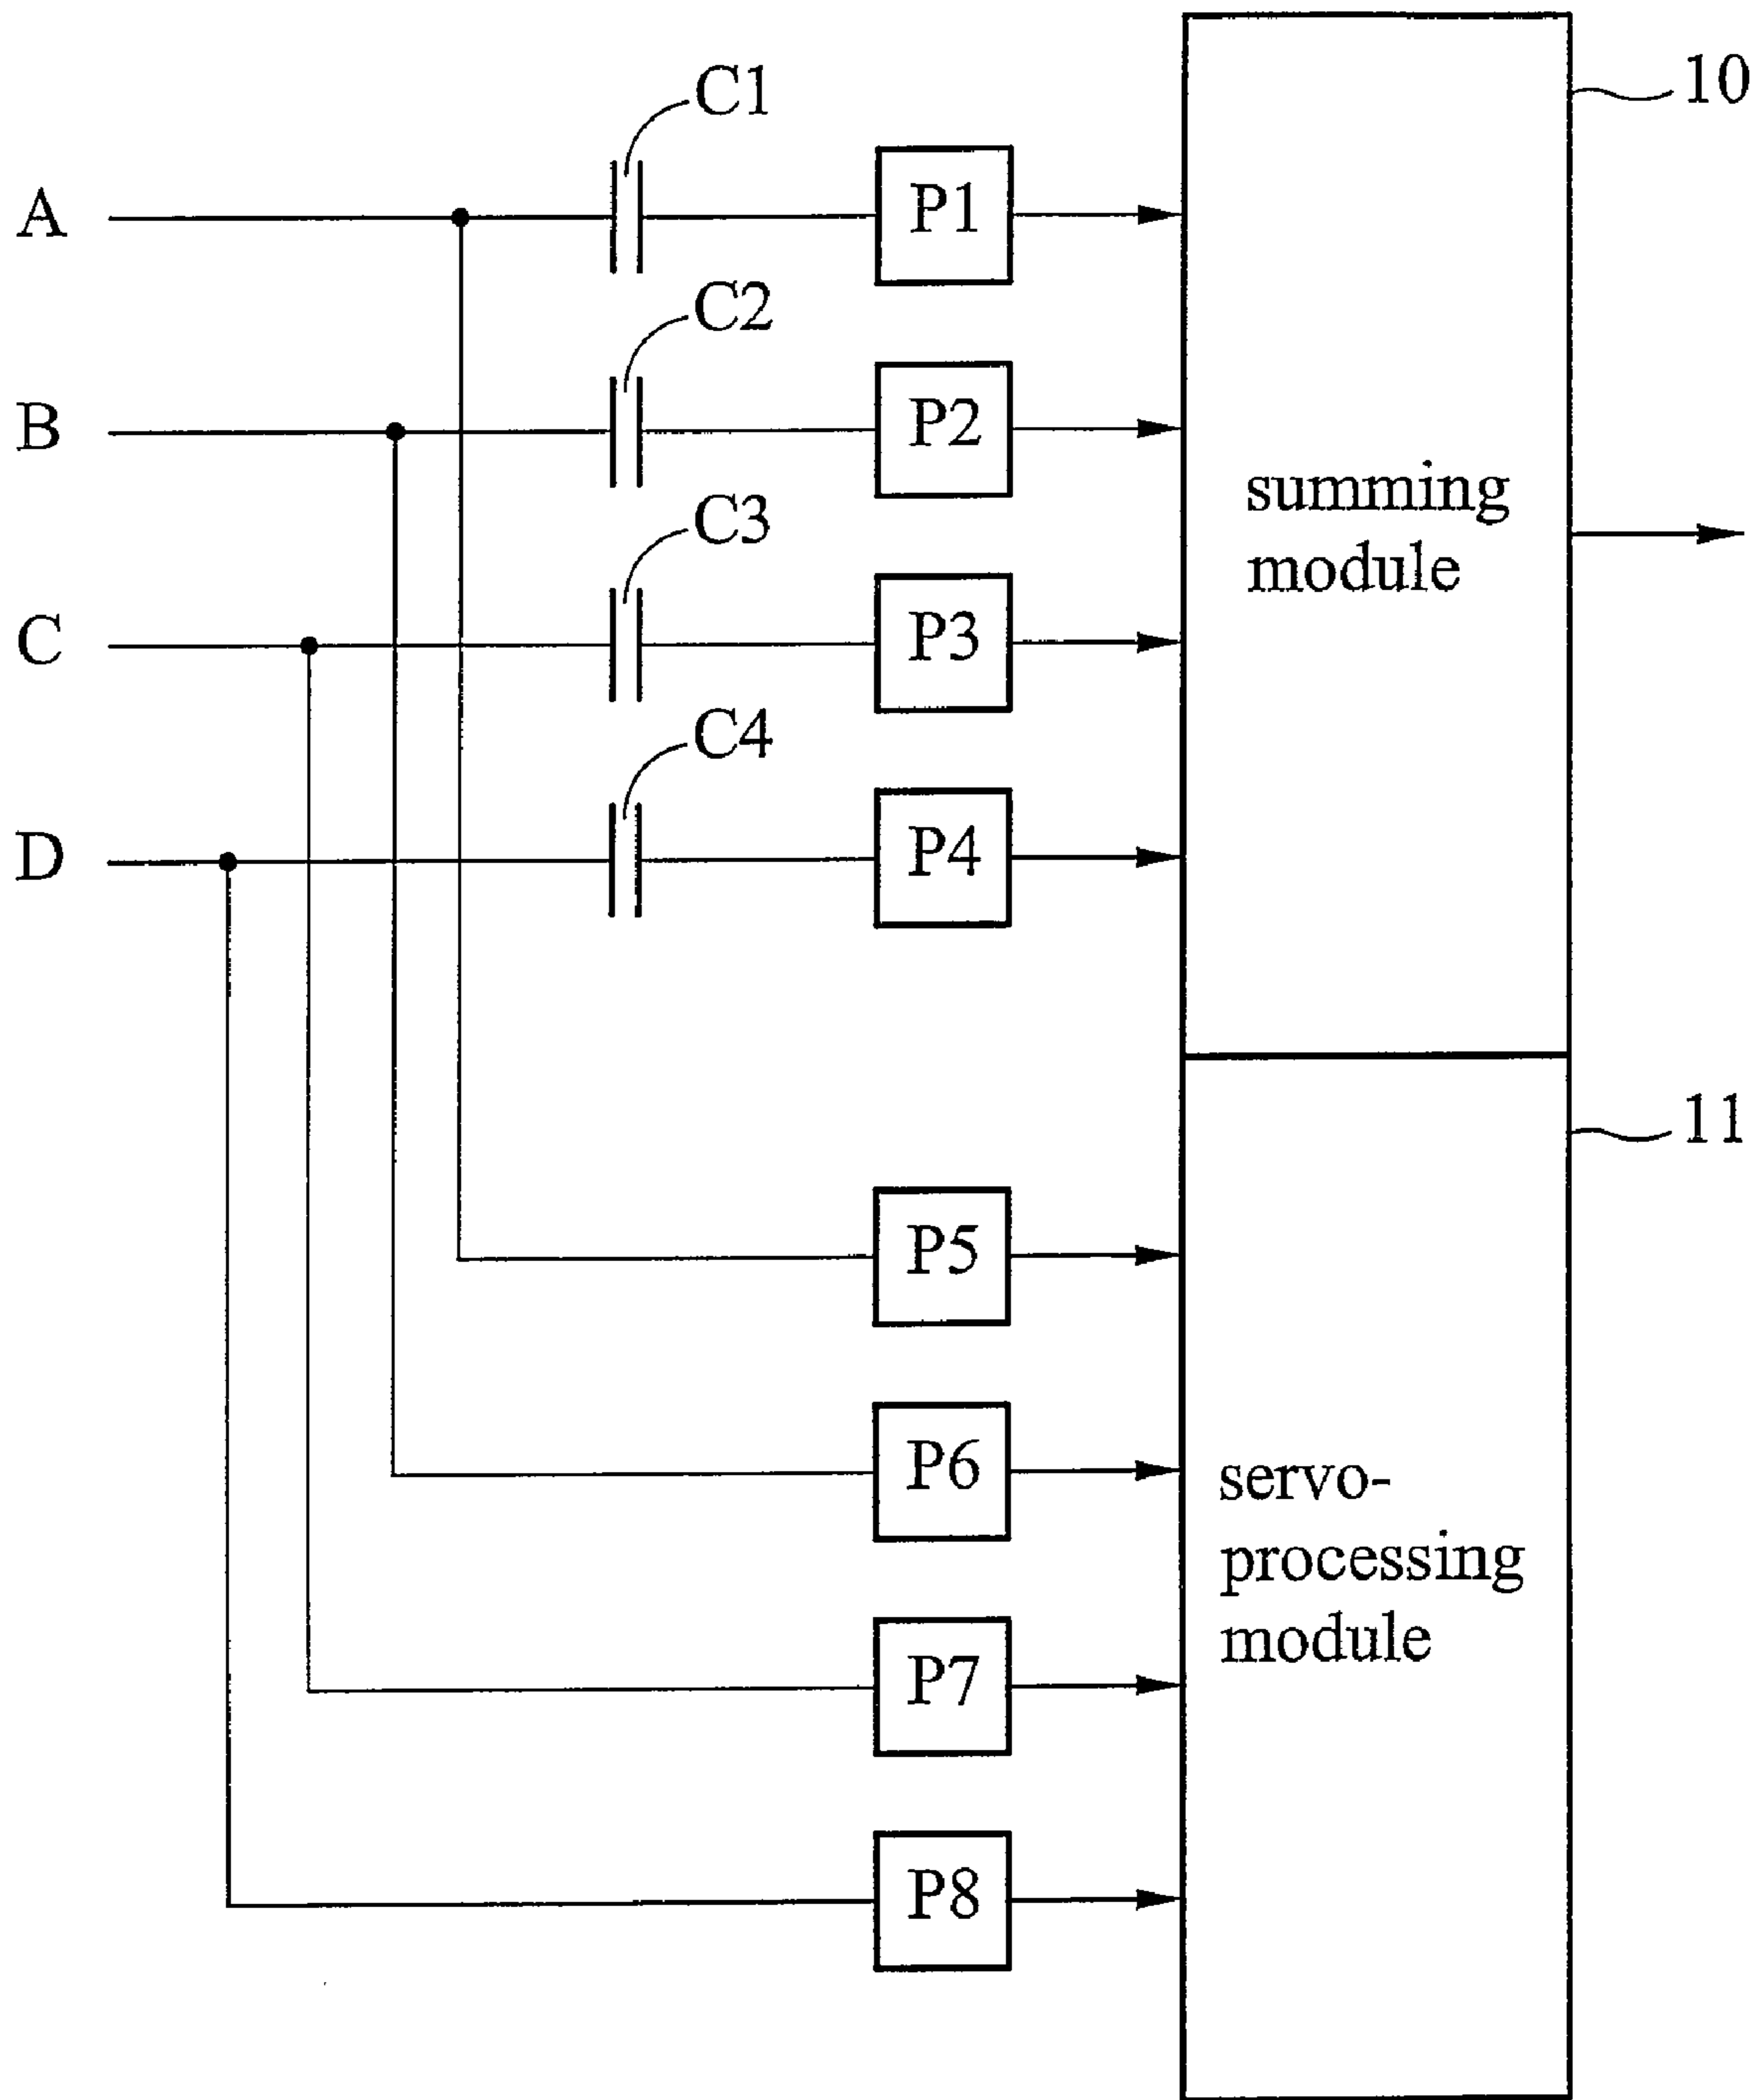 C1
10
A
P1
C2
B
P2
summing
module
C3
C
P3
C4
D
P4
11
P5
P6
servo-
processing
module
P7
P8